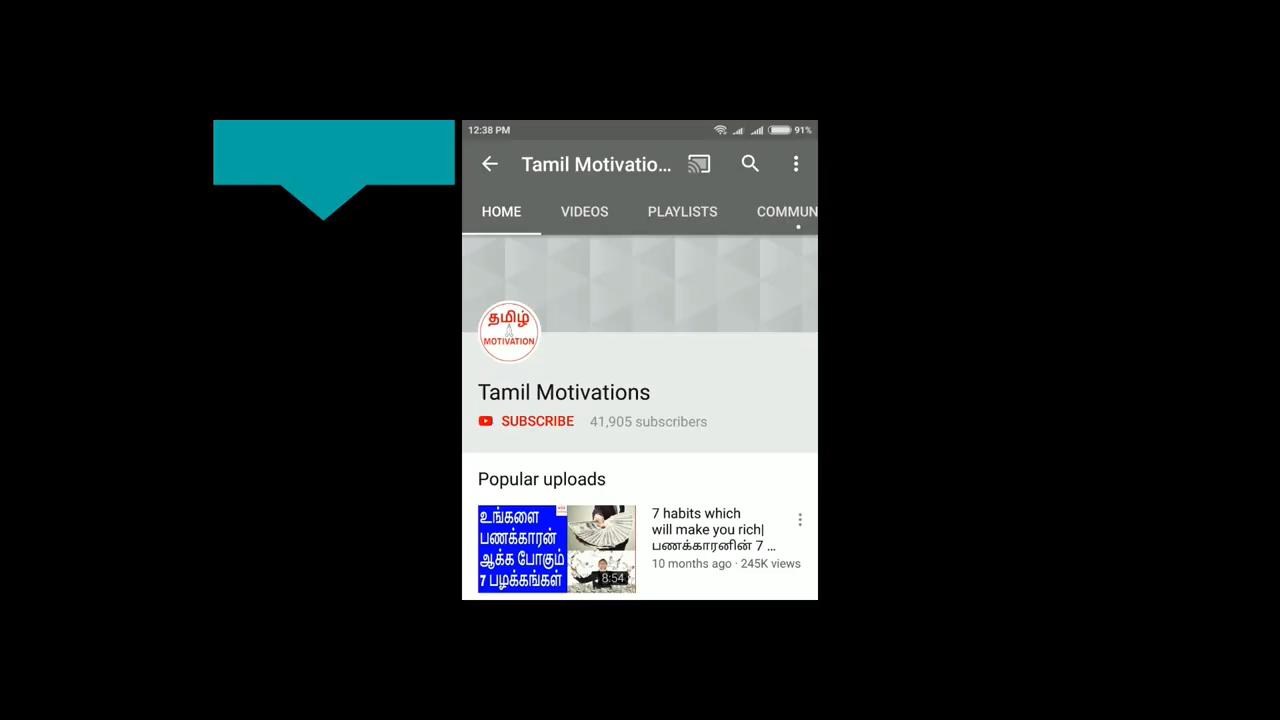 12:38 PM
91%
Tamil Motivatio...
HOME VIDEOS PLAYLISTS COMMUN
தமிழ்
MOTIVATION
Tamil Motivations
SUBSCRIBE 41,905 subscribers
Popular uploads
உங்களை
பணக்காரன்
ஆக்க போகும்
7 பழக்கங்கள்
8:54
7 habits which
will make you rich|
பணக்காரனின் 7 ...
10 months ago · 245K views